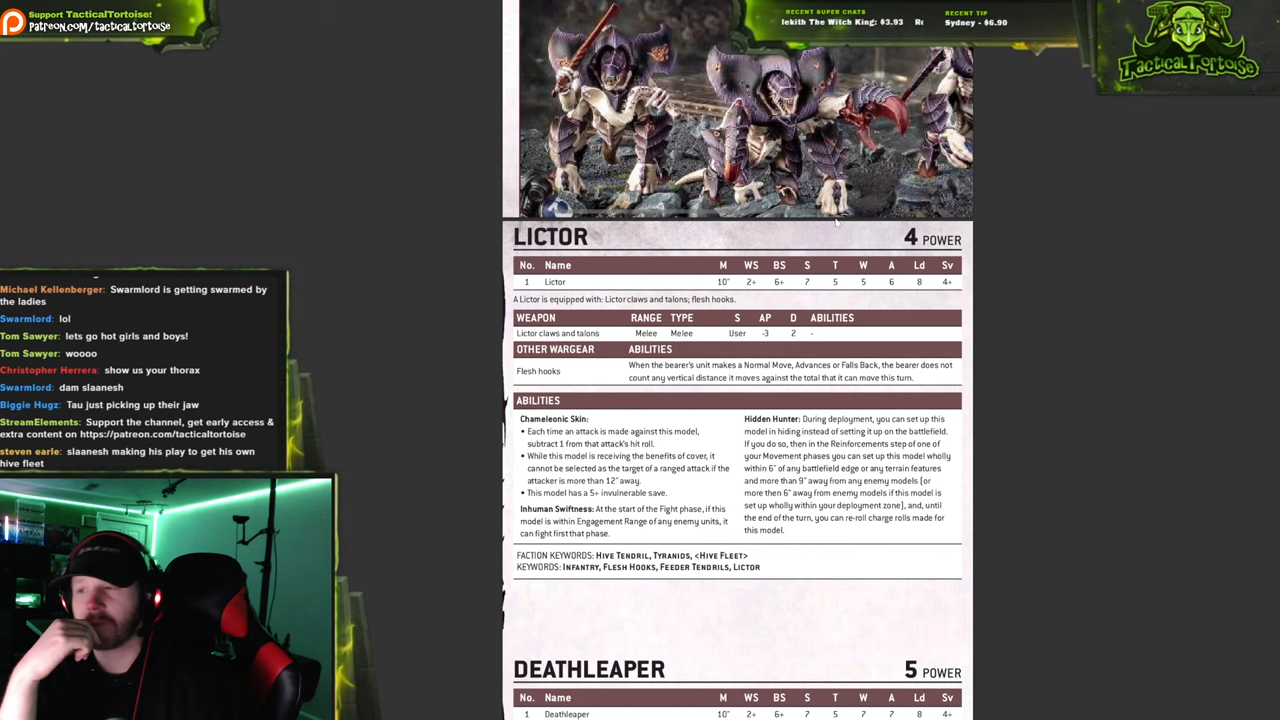 Support TacticalTortoise!
patreon.com/tacticaltortoise
RECENT SUPER CHATS
lekith The Witch King: $3.93
RECENT TIP
Sydney - $6.90
TacticalTortoise
LICTOR
4 POWER
No. Name M WS BS S T W A Ld Sv
1 Lictor 10" 2+ 6+ 7 5 5 6 8 4+
A Lictor is equipped with: Lictor claws and talons; flesh hooks.
WEAPON RANGE TYPE S AP D ABILITIES
Lictor claws and talons Melee Melee User -3 2 -
OTHER WARGEAR ABILITIES
Flesh hooks
When the bearer's unit makes a Normal Move, Advances or Falls Back, the bearer does not
count any vertical distance it moves against the total that it can move this turn.
ABILITIES
Chameleonic Skin:
• Each time an attack is made against this model,
subtract 1 from that attack's hit roll.
• While this model is receiving the benefits of cover, it
cannot be selected as the target of a ranged attack if the
attacker is more than 12" away.
• This model has a 5+ invulnerable save.
Inhuman Swiftness: At the start of the Fight phase, if this
model is within Engagement Range of any enemy units, it
can fight first that phase.
Hidden Hunter: During deployment, you can set up this
model in hiding instead of setting it up on the battlefield.
If you do so, then in the Reinforcements step of one of
your Movement phases you can set up this model wholly
within 6" of any battlefield edge or any terrain features
and more than 9" away from any enemy models (or
more then 6" away from enemy models if this model is
set up wholly within your deployment zone), and, until
the end of the turn, you can re-roll charge rolls made for
this model.
FACTION KEYWORDS: HIVE TENDRIL, TYRANIDS, <HIVE FLEET>
KEYWORDS: INFANTRY, FLESH HOOKS, FEEDER TENDRILS, LICTOR
DEATHLEAPER
5 POWER
No. Name M WS BS S T W A Ld Sv
1 Deathleaper 10" 2+ 6+ 7 5 7 7 8 4+
Michael Kellenberger: Swarmlord is getting swarmed by
the ladies
Swarmlord: lol
Tom Sawyer: lets go hot girls and boys!
Tom Sawyer: woooo
Christopher Herrera: show us your thorax
Swarmlord: dam slaanesh
Biggie Hugz: Tau just picking up their jaw
StreamElements: Support the channel, get early access &
extra content on https://patreon.com/tacticaltortoise
steven earle: slaanesh making his play to get his own
hive fleet